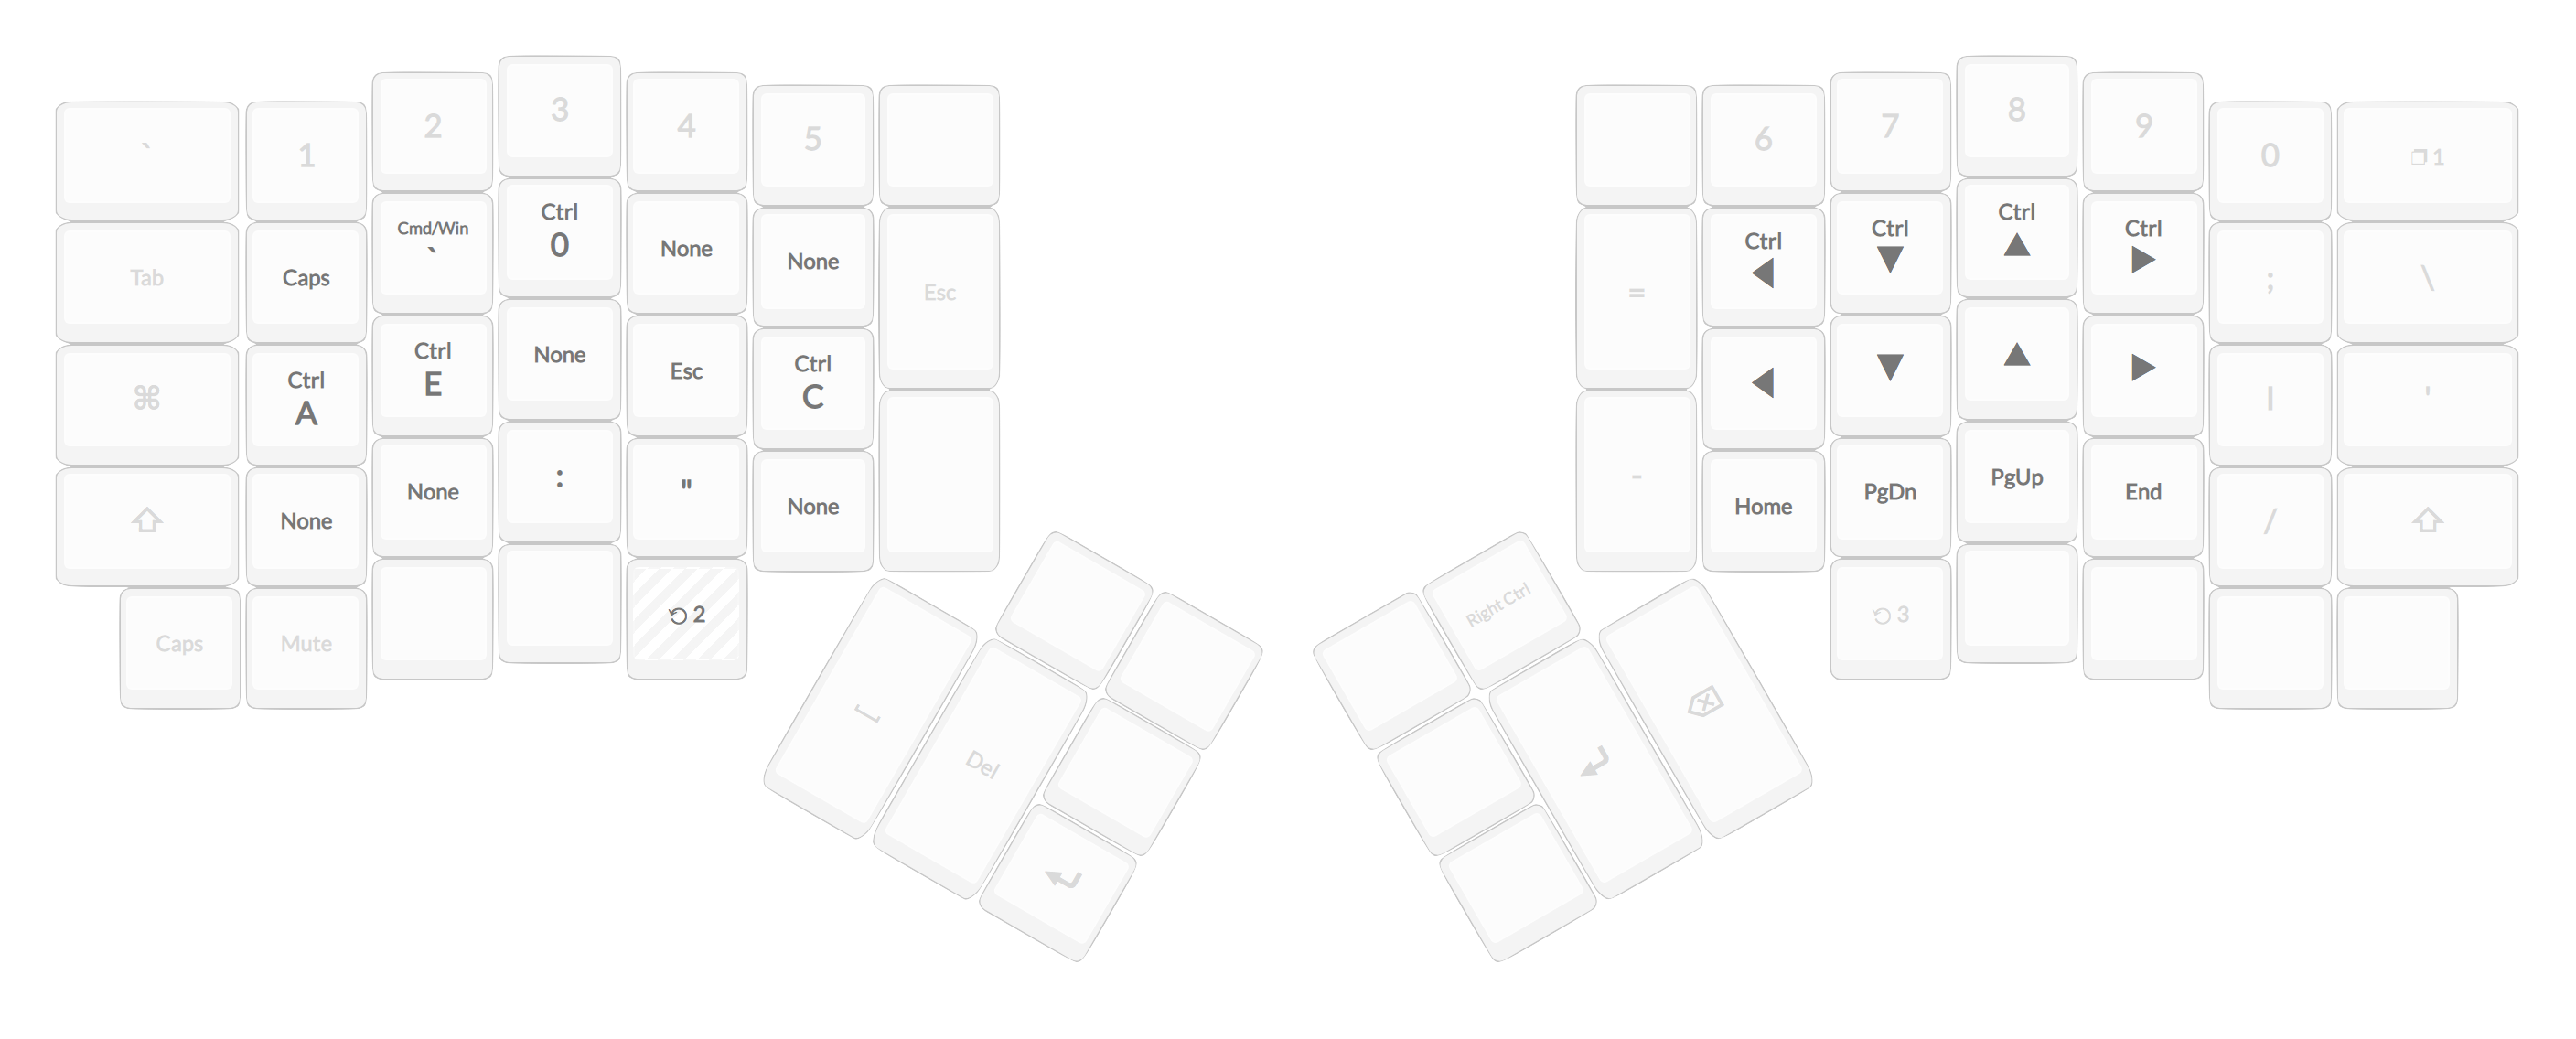 ` 1 2 3 4 5
6 7 8 9 0 1
Tab Caps Cmd/Win ` Ctrl 0 None None Esc
= Ctrl ◀ Ctrl ▼ Ctrl ▲ Ctrl ▶ ; \
⌘ Ctrl A Ctrl E None Esc Ctrl C
◀ ▼ ▲ ▶ '
None None : " None
- Home PgDn PgUp End /
Caps Mute 2
3
[ Del
Right Ctrl